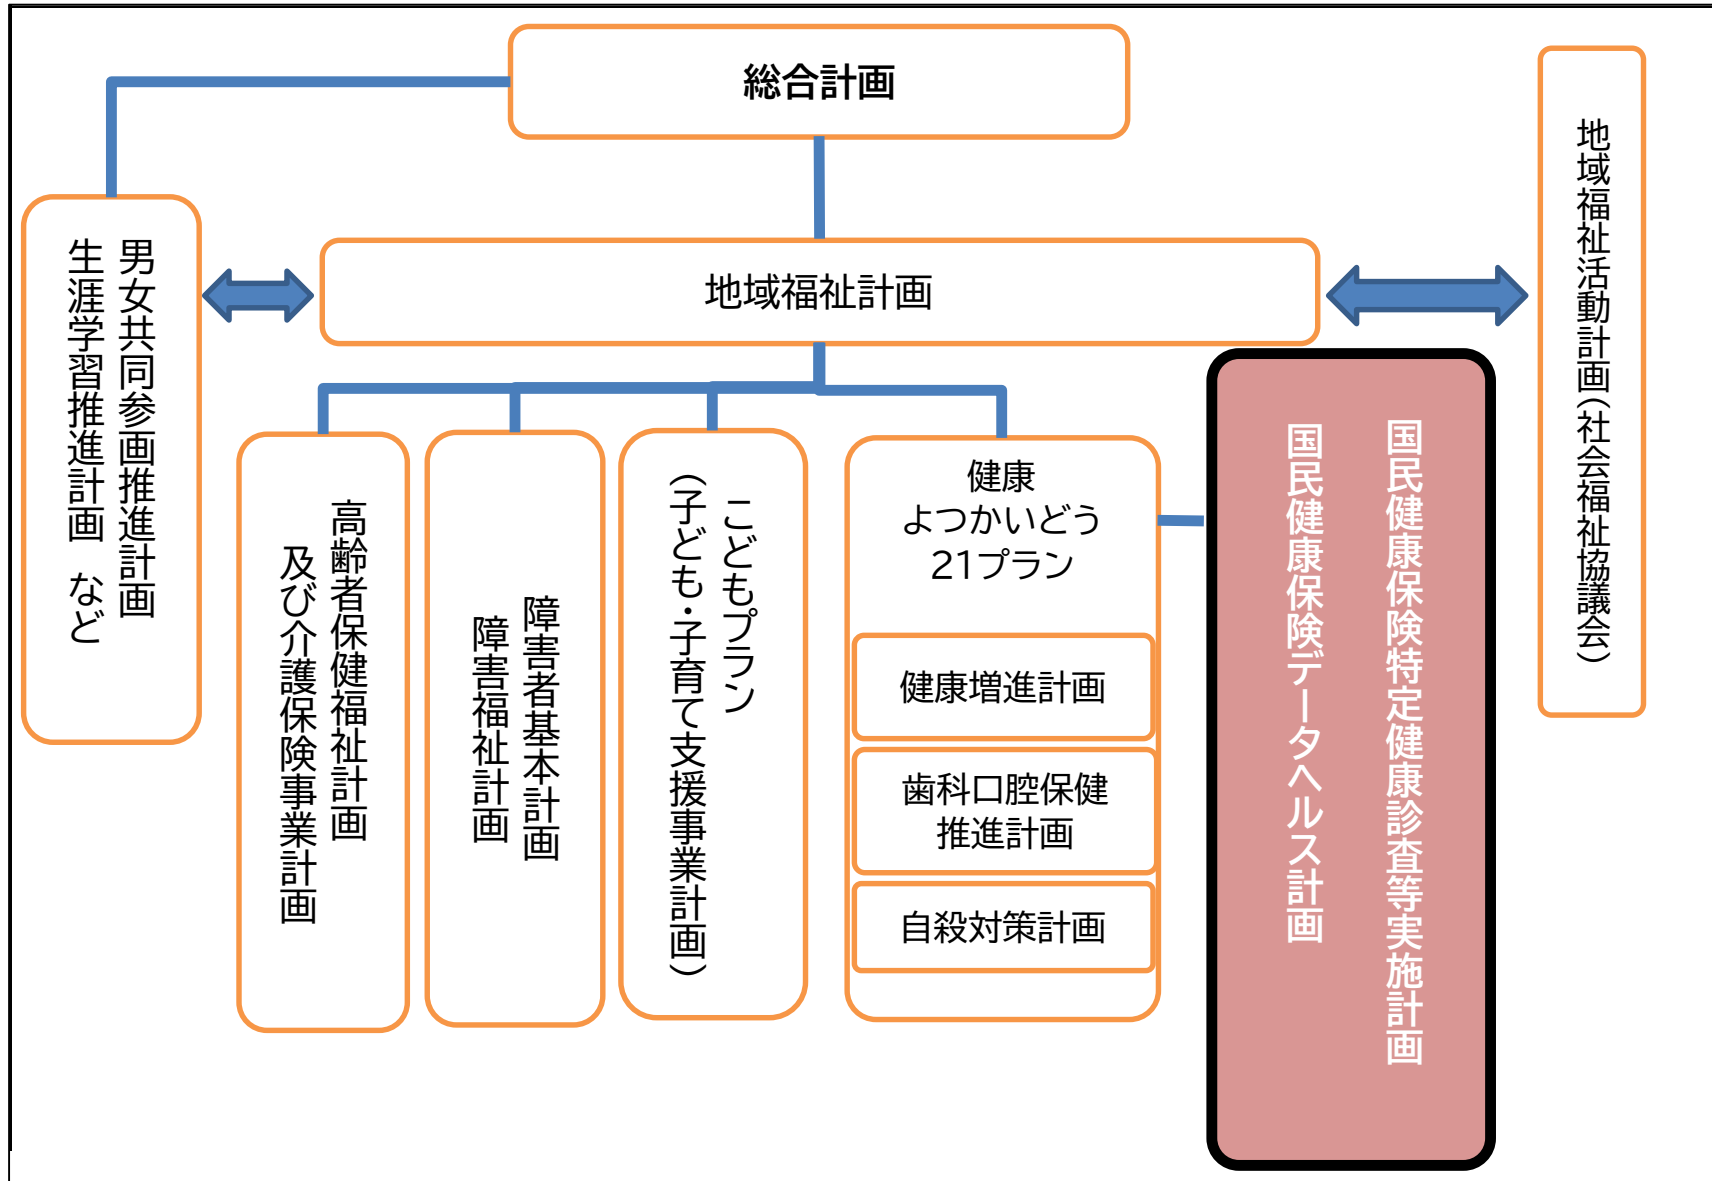 総合計画
男女共同参画推進計画
生涯学習推進計画 など
地域福祉計画
地域福祉活動計画（社会福祉協議会）
高齢者保健福祉計画
及び介護保険事業計画
障害者基本計画
障害福祉計画
こどもプラン
（子ども・子育て支援事業計画）
健康
よつかいどう
21プラン
健康増進計画
歯科口腔保健
推進計画
自殺対策計画
国民健康保険特定健康診査等実施計画
国民健康保険データヘルス計画